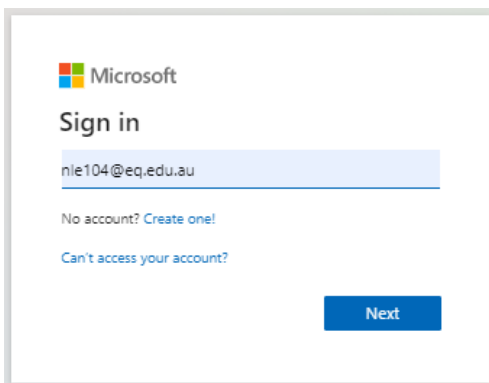 Microsoft
Sign in
nle104@eq.edu.au
No account? Create one!
Can't access your account?
Next